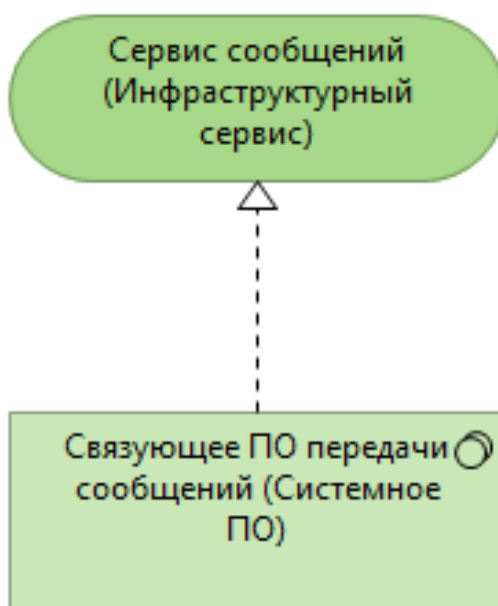 Сервис сообщений
(Инфраструктурный
сервис)
Связующее ПО передачи
сообщений (Системное
ПО)